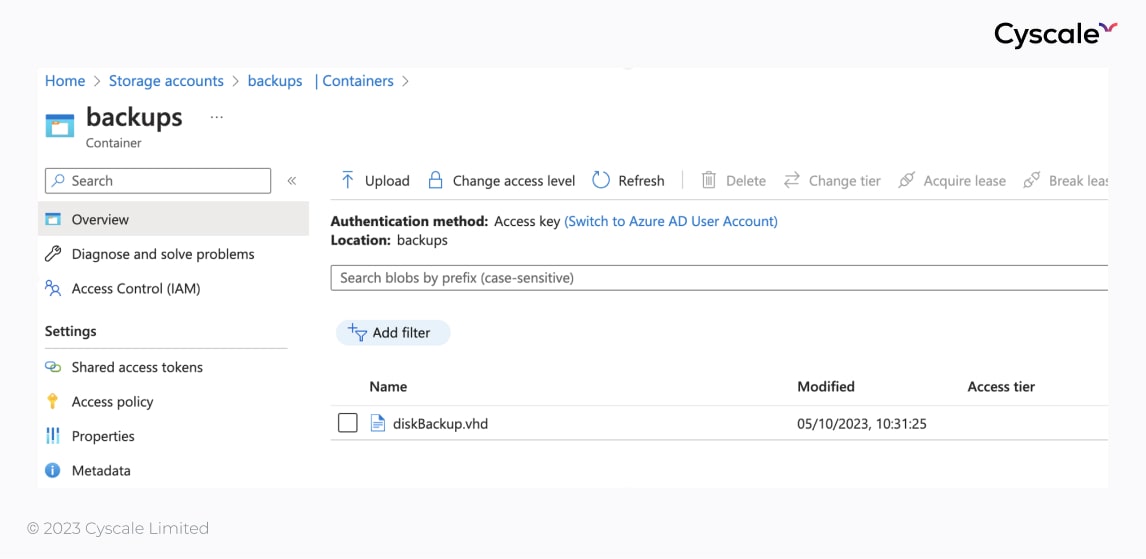 Cyscale
Home > Storage accounts > backups | Containers >
backups ...
Container
Search «
Overview
Diagnose and solve problems
Access Control (IAM)
Settings
Shared access tokens
Access policy
Properties
Metadata
Upload Change access level Refresh Delete Change tier Acquire lease Break leas
Authentication method: Access key (Switch to Azure AD User Account)
Location: backups
Search blobs by prefix (case-sensitive)
Add filter
Name Modified Access tier
diskBackup.vhd 05/10/2023, 10:31:25
© 2023 Cyscale Limited